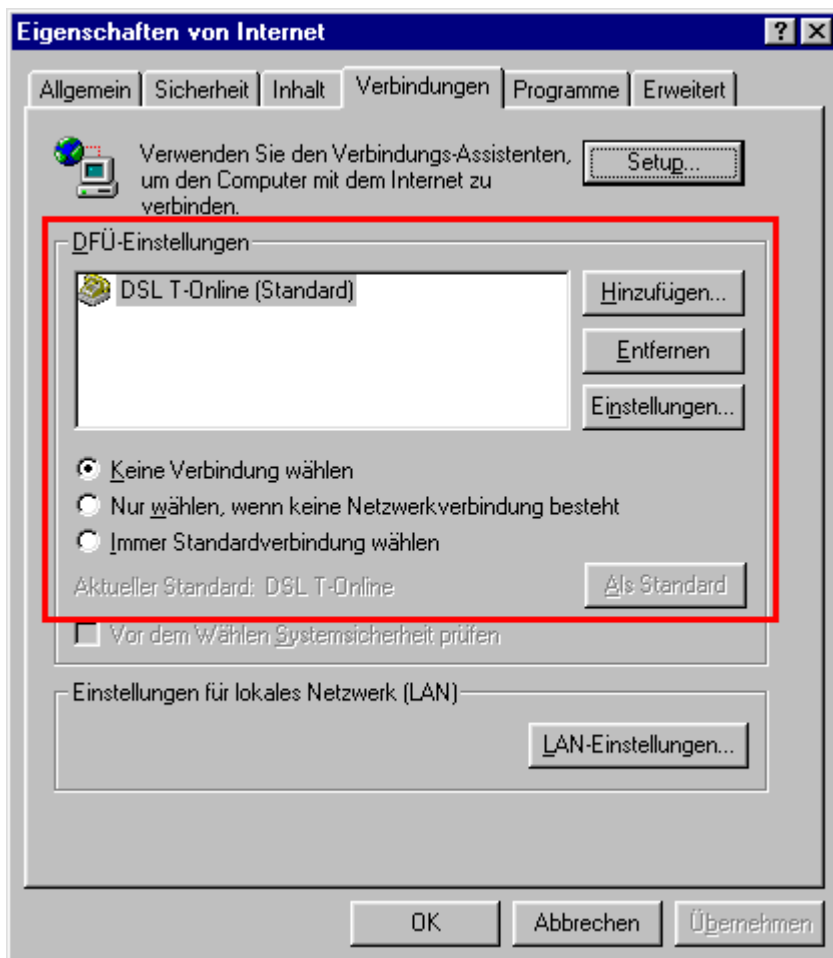 Eigenschaften von Internet
Allgemein Sicherheit Inhalt Verbindungen Programme Erweitert
Verwenden Sie den Verbindungs-Assistenten,
um den Computer mit dem Internet zu
verbinden.
Setup...
DFÜ-Einstellungen
DSL T-Online (Standard)
Hinzufügen...
Entfernen
Einstellungen...
Keine Verbindung wählen
Nur wählen, wenn keine Netzwerkverbindung besteht
Immer Standardverbindung wählen
Aktueller Standard: DSL T-Online
Als Standard
Vor dem Wählen Systemsicherheit prüfen
Einstellungen für lokales Netzwerk (LAN)
LAN-Einstellungen...
OK Abbrechen Übernehmen